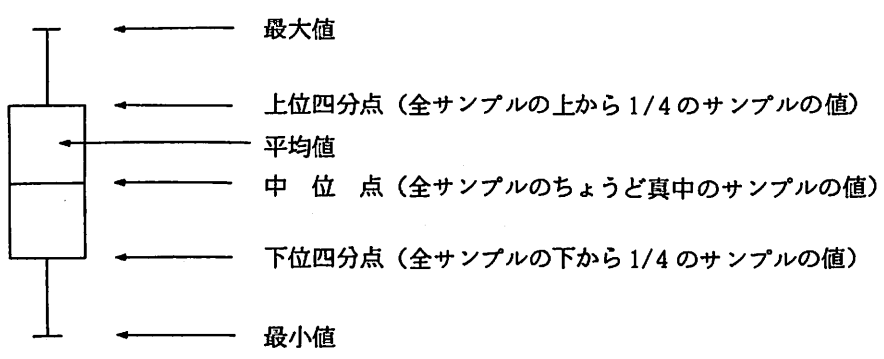 最大値
上位四分点（全サンプルの上から1/4のサンプルの値）
平均値
中　位　点（全サンプルのちょうど真中のサンプルの値）
下位四分点（全サンプルの下から1/4のサンプルの値）
最小値